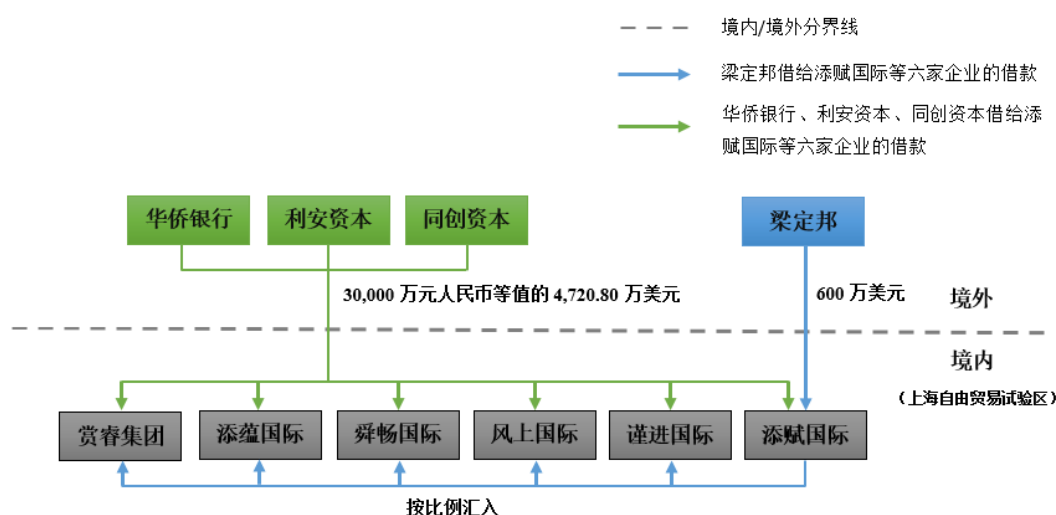 境内/境外分界线
梁定邦借给添赋国际等六家企业的借款
华侨银行、利安资本、同创资本借给添
赋国际等六家企业的借款
华侨银行 利安资本 同创资本 梁定邦
30,000 万元人民币等值的 4,720.80 万美元 600 万美元 境外
境内
（上海自由贸易试验区）
赏睿集团 添蕴国际 舜畅国际 风上国际 谨进国际 添赋国际
按比例汇入